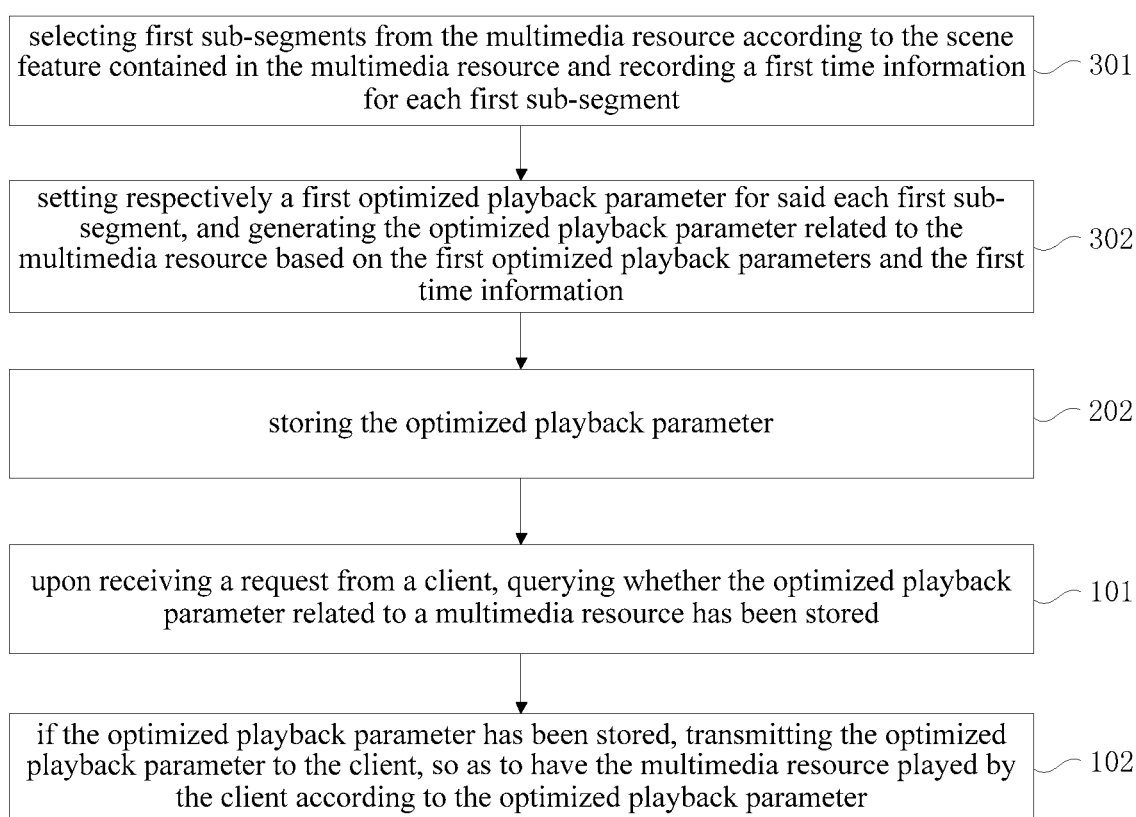 selecting first sub-segments from the multimedia resource according to the scene
feature contained in the multimedia resource and recording a first time information
for each first sub-segment
301
setting respectively a first optimized playback parameter for said each first sub-
segment, and generating the optimized playback parameter related to the
multimedia resource based on the first optimized playback parameters and the first
time information
302
storing the optimized playback parameter
202
upon receiving a request from a client, querying whether the optimized playback
parameter related to a multimedia resource has been stored
101
if the optimized playback parameter has been stored, transmitting the optimized
playback parameter to the client, so as to have the multimedia resource played by
the client according to the optimized playback parameter
102